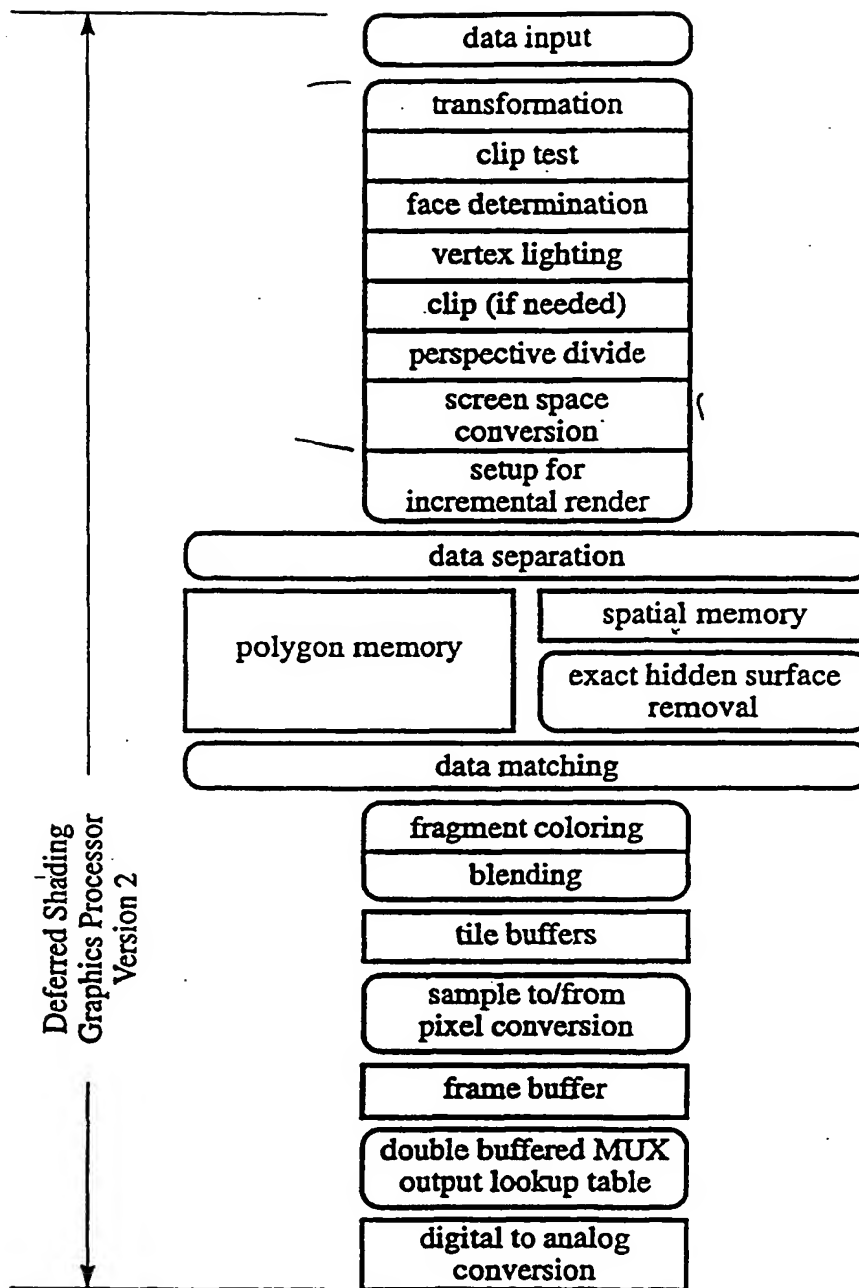 data input
transformation
clip test
face determination
vertex lighting
clip (if needed)
perspective divide
screen space
conversion
setup for
incremental render
data separation
polygon memory
spatial memory
exact hidden surface
removal
data matching
fragment coloring
blending
tile buffers
sample to/from
pixel conversion
frame buffer
double buffered MUX
output lookup table
digital to analog
conversion
Deferred Shading
Graphics Processor
Version 2